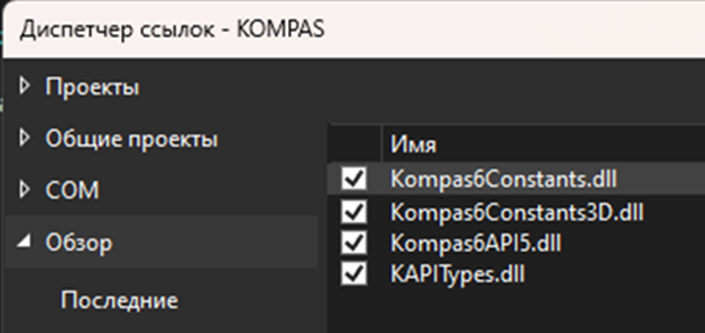 Диспетчер ссылок - KOMPAS
Проекты
Общие проекты
COM
Обзор
Последние
Имя
Kompas6Constants.dll
Kompas6Constants3D.dll
Kompas6API5.dll
KAPITypes.dll